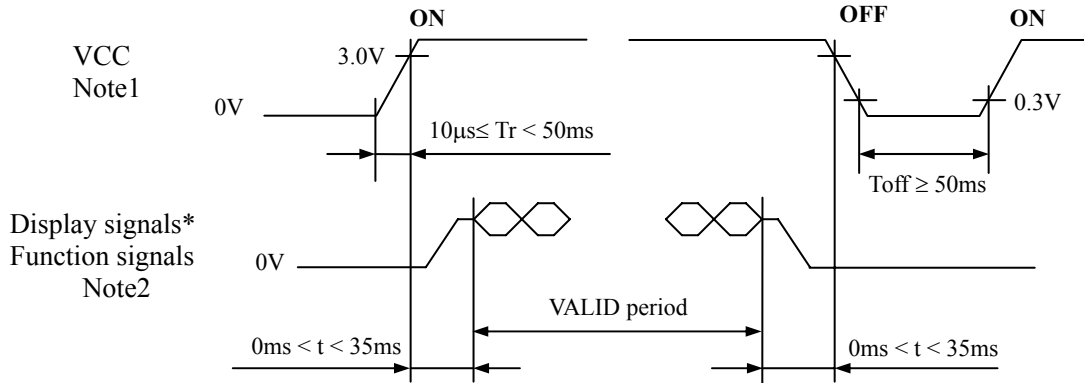 ON
OFF
ON
VCC
Note1
3.0V
0V
0.3V
10μs≤ Tr < 50ms
Toff ≥ 50ms
Display signals*
Function signals
Note2
0V
VALID period
0ms < t < 35ms
0ms < t < 35ms